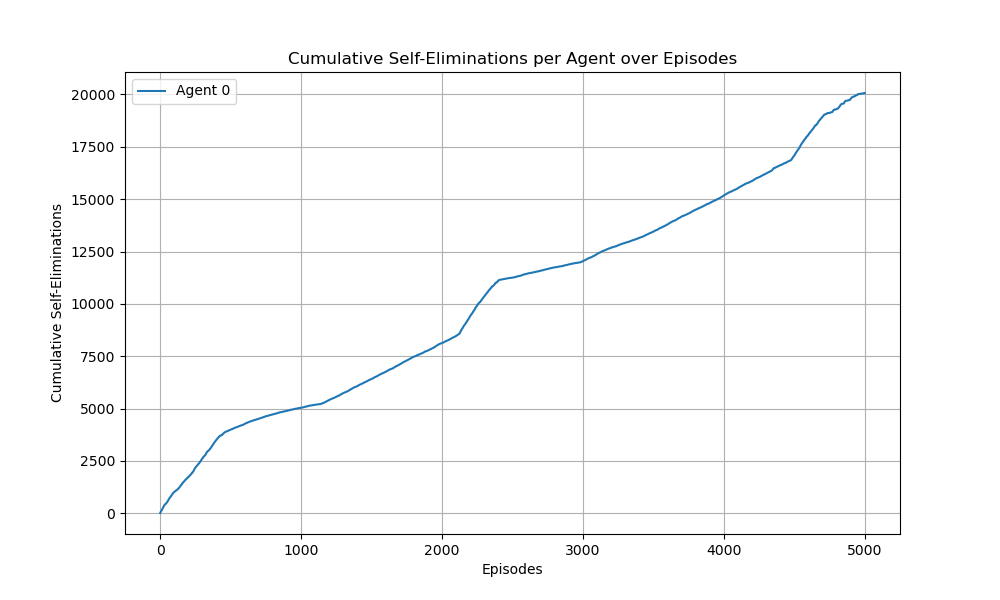 Cumulative Self-Eliminations per Agent over Episodes
Agent 0
Cumulative Self-Eliminations
20000
17500
15000
12500
10000
7500
5000
2500
0
0 1000 2000 3000 4000 5000
Episodes